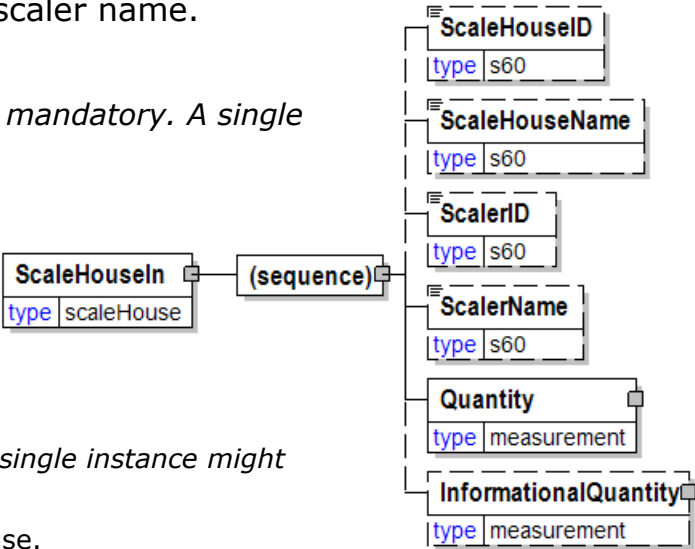 scaler name.
mandatory. A single
single instance might
se.
ScaleHouseIn
type scaleHouse
(sequence)
ScaleHouseID
type s60
ScaleHouseName
type s60
ScalerID
type s60
ScalerName
type s60
Quantity
type measurement
InformationalQuantity
type measurement